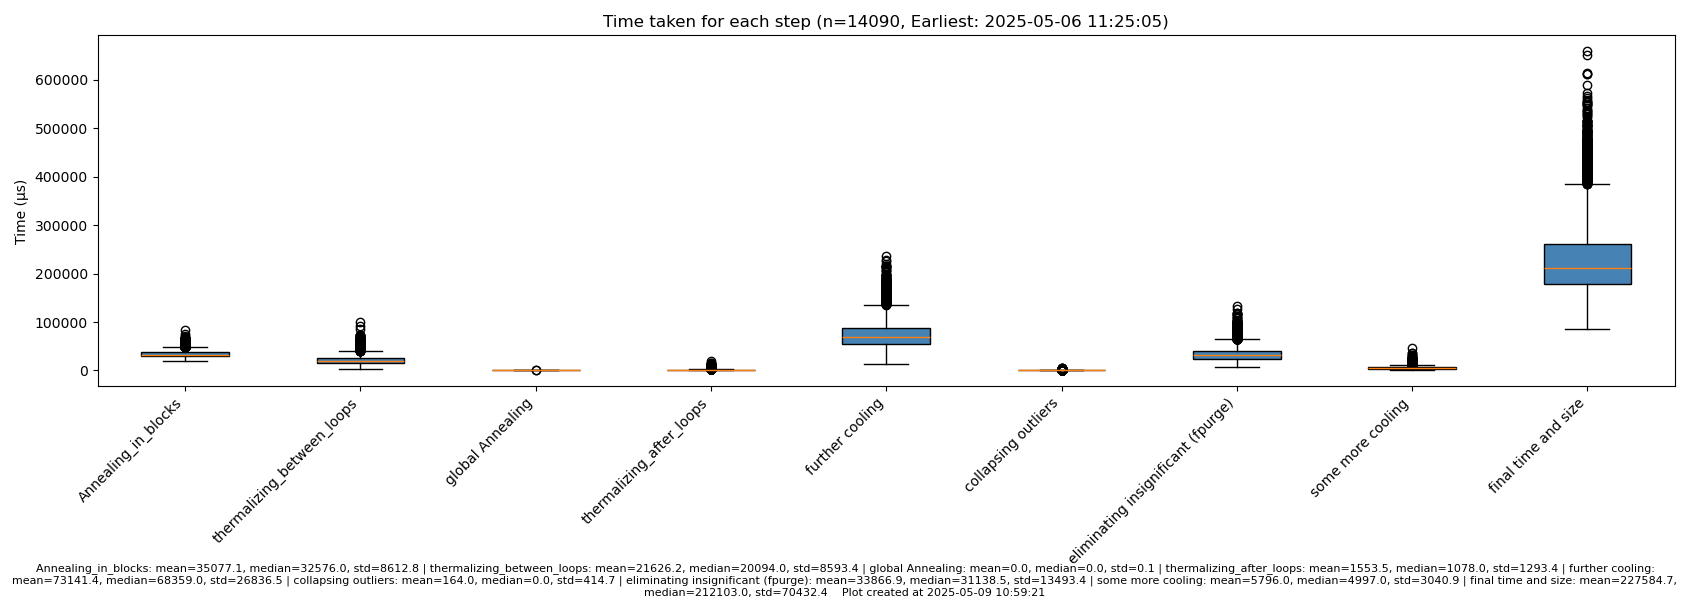 Time taken for each step (n=14090, Earliest: 2025-05-06 11:25:05)
Time (µs)
600000
500000
400000
300000
200000
100000
0
Annealing_in_blocks
thermalizing_between_loops
global Annealing
thermalizing_after_loops
further cooling
collapsing outliers
eliminating insignificant (fpurge)
some more cooling
final time and size
Annealing_in_blocks: mean=35077.1, median=32576.0, std=8612.8 | thermalizing_between_loops: mean=21626.2, median=20094.0, std=8593.4 | global Annealing: mean=0.0, median=0.0, std=0.1 | thermalizing_after_loops: mean=1553.5, median=1078.0, std=1293.4 | further cooling:
mean=73141.4, median=68359.0, std=26836.5 | collapsing outliers: mean=164.0, median=0.0, std=414.7 | eliminating insignificant (fpurge): mean=33866.9, median=31138.5, std=13493.4 | some more cooling: mean=5796.0, median=4997.0, std=3040.9 | final time and size: mean=227584.7,
median=212103.0, std=70432.4    Plot created at 2025-05-09 10:59:21